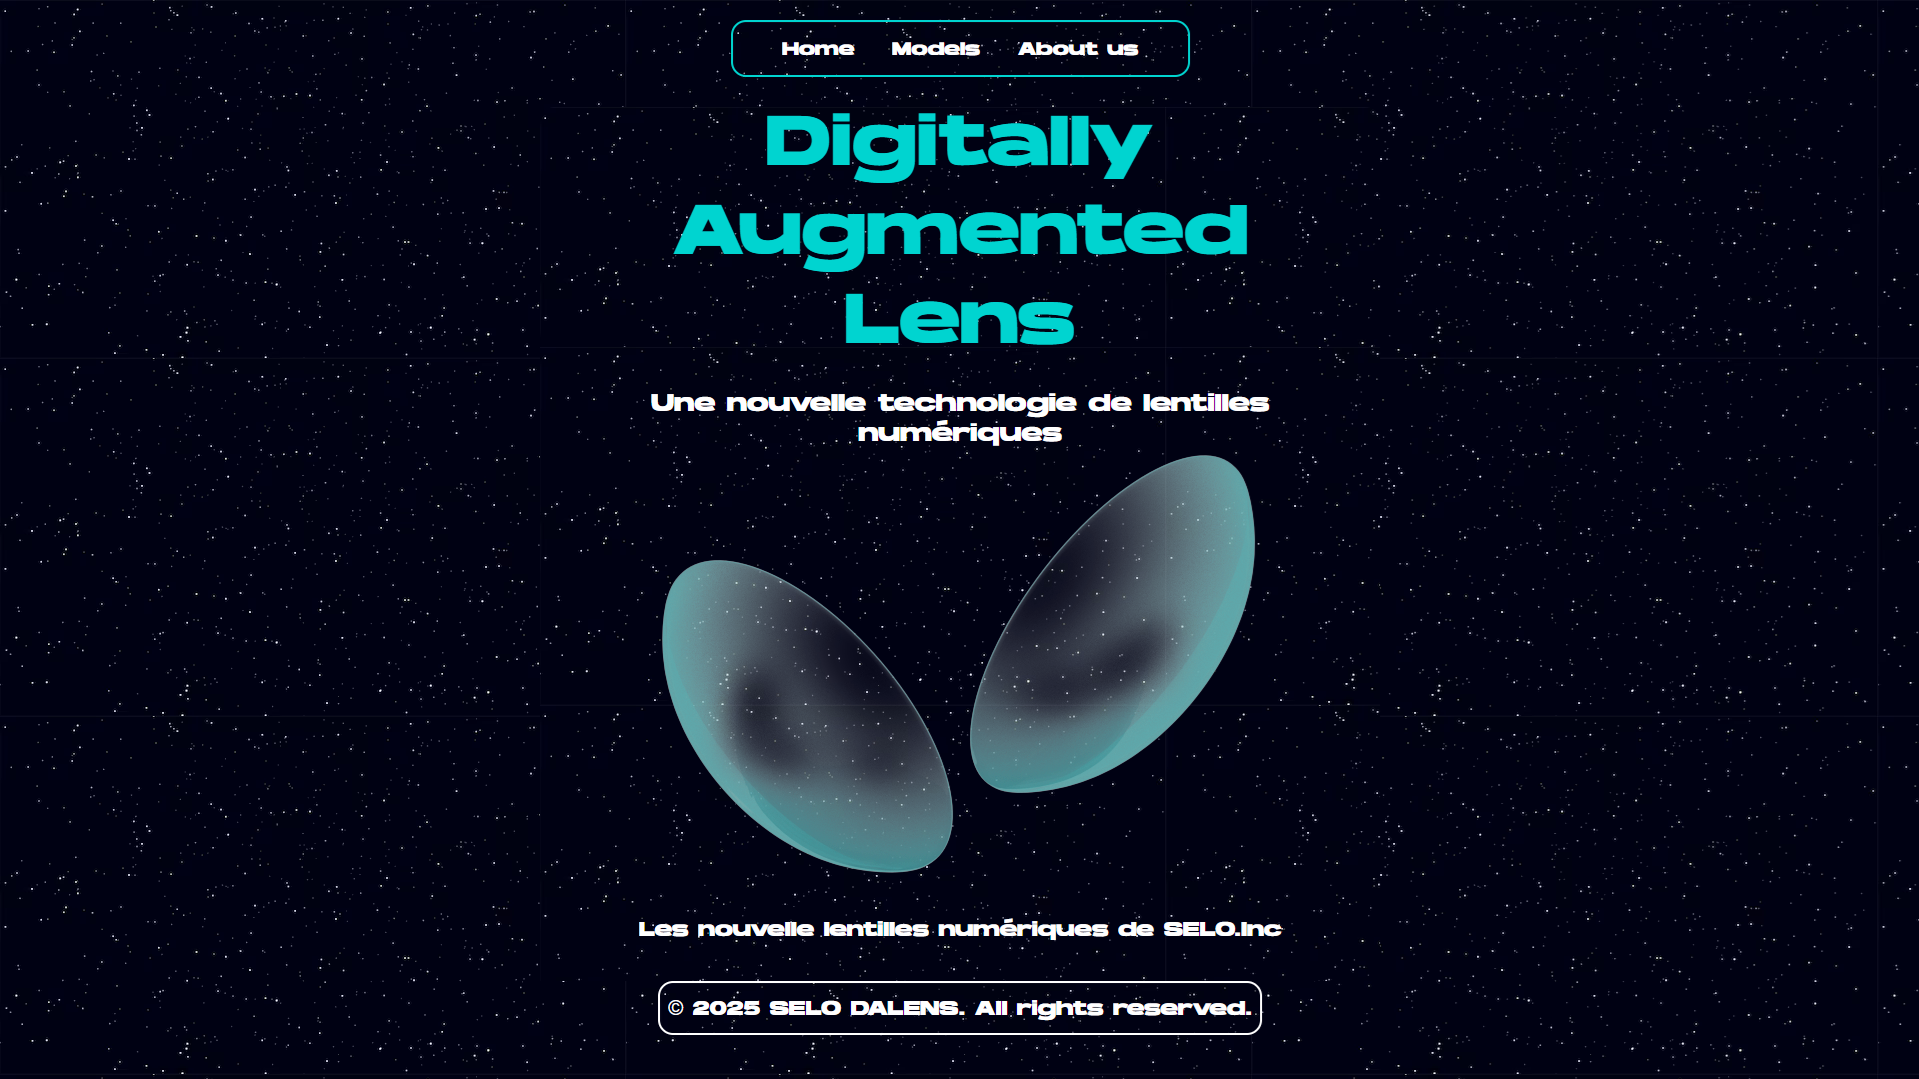 Home Models About us
Digitally
Augmented
Lens
Une nouvelle technologie de lentilles
numériques
Les nouvelle lentilles numériques de SELO.Inc
© 2025 SELO DALENS. All rights reserved.